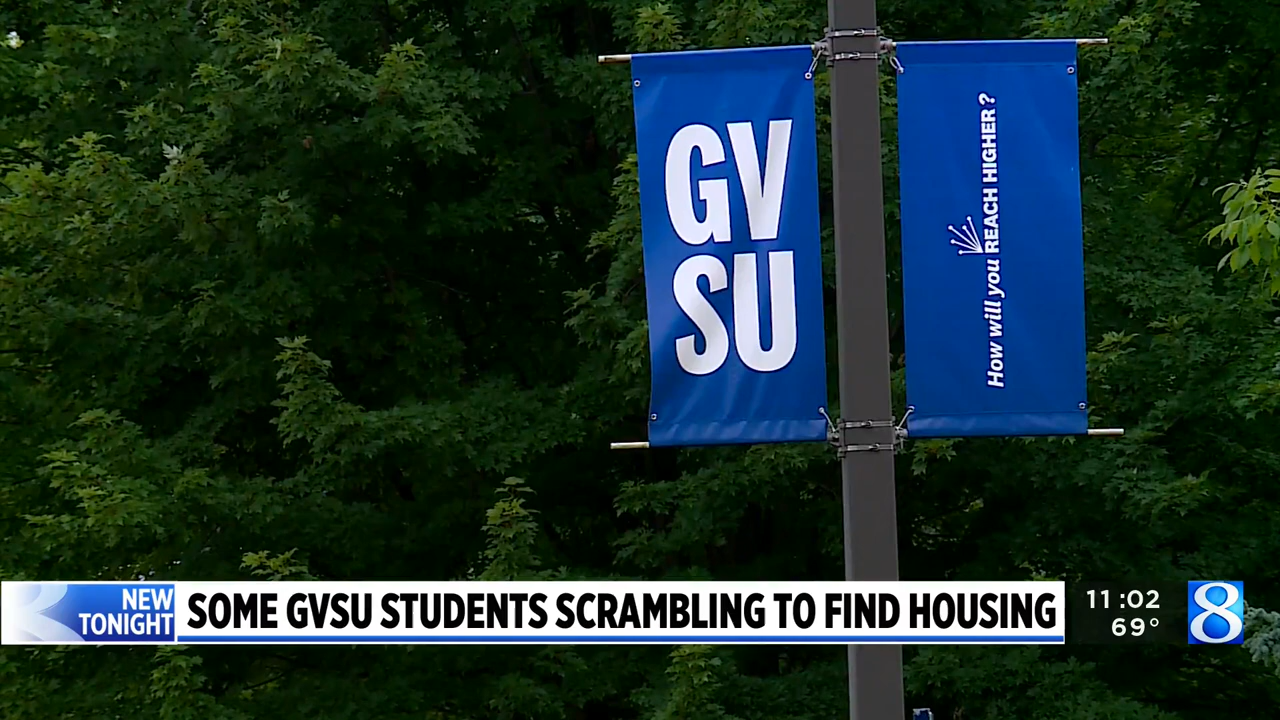 GV
SU
How will you REACH HIGHER?
NEW
TONIGHT
SOME GVSU STUDENTS SCRAMBLING TO FIND HOUSING
11:02
69°
8